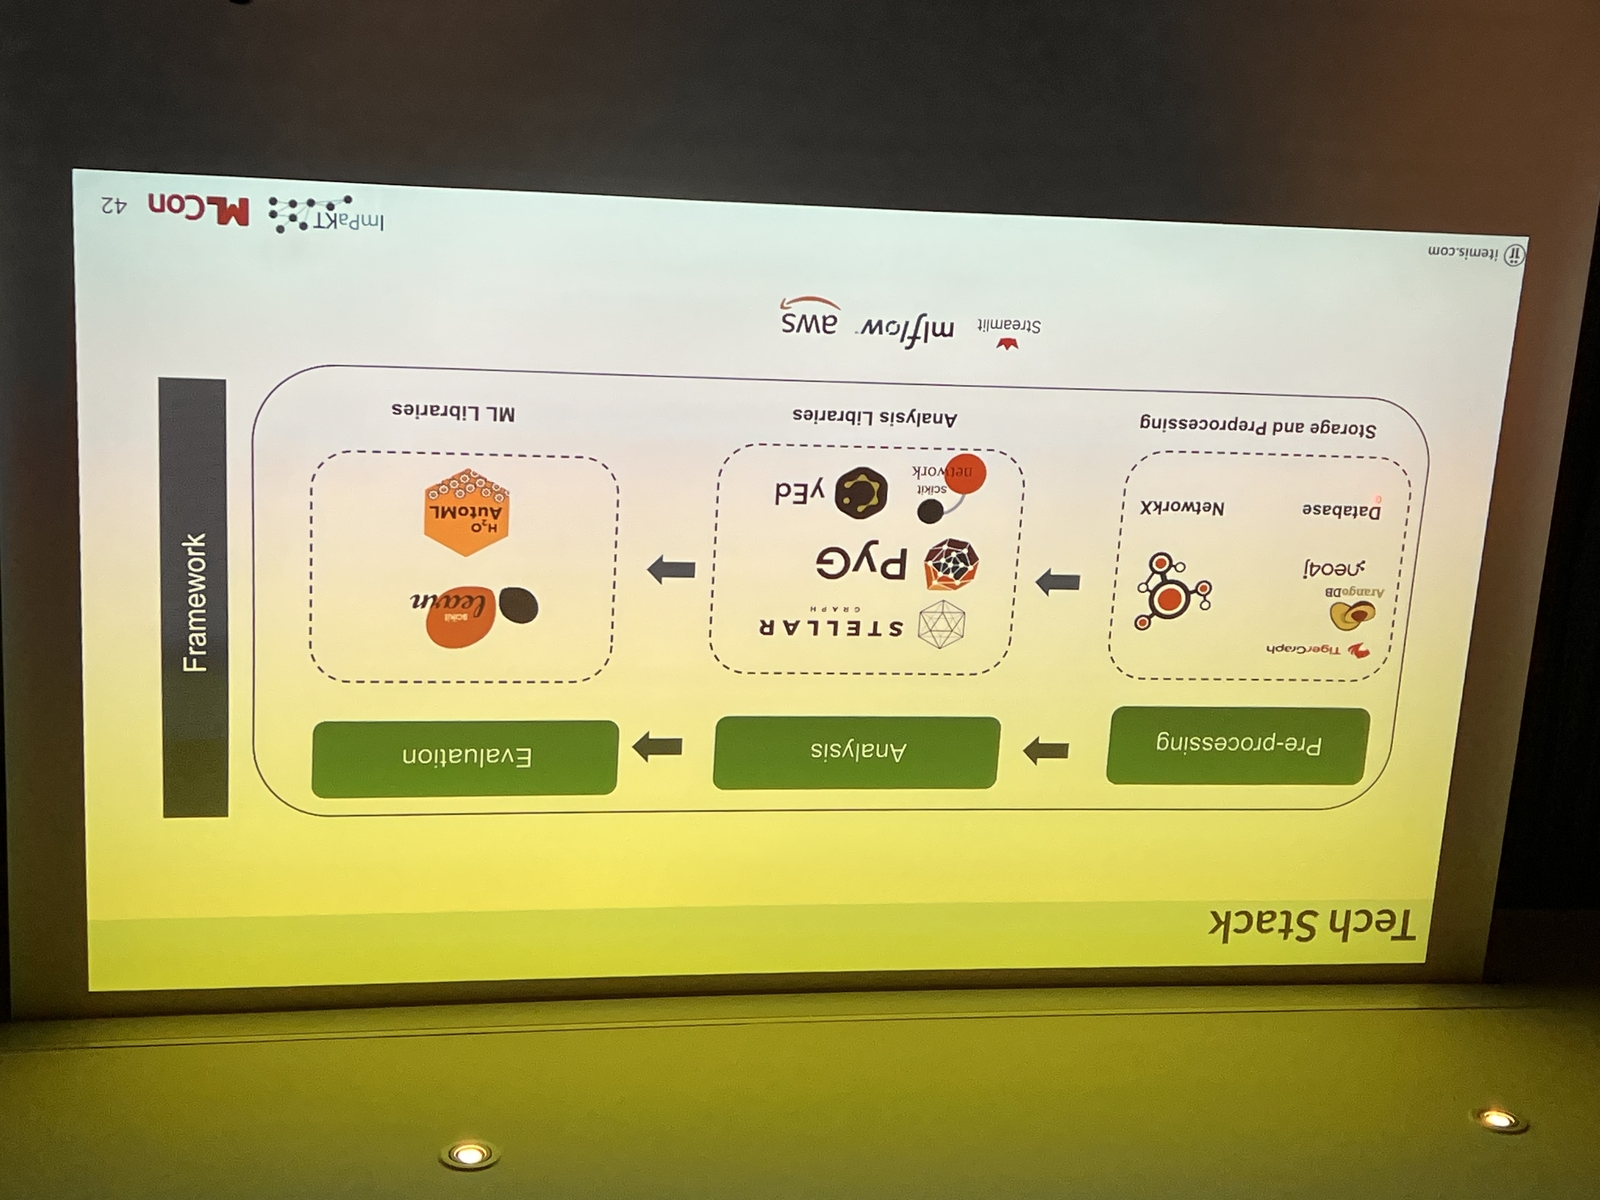 Tech Stack
Pre-processing
Analysis
Evaluation
TigerGraph
ArangoDB
neo4j
Database
NetworkX
Storage and Preprocessing
STELLAR
GRAPH
PyG
scikit
network
yEd
Analysis Libraries
scikit
learn
H2O
AutoML
ML Libraries
Framework
Streamlit
mlflow
aws
itemis.com
ImPaKT
MLCon
42